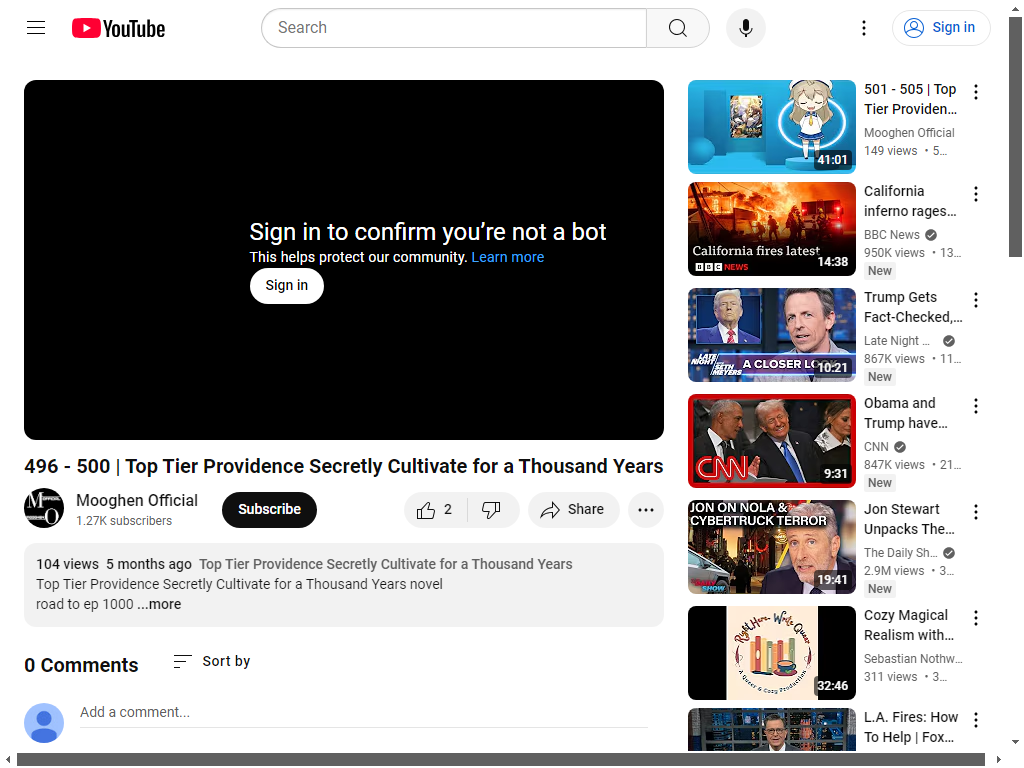 YouTube
Search
Sign in
Sign in to confirm you’re not a bot
This helps protect our community. Learn more
Sign in
496 - 500 | Top Tier Providence Secretly Cultivate for a Thousand Years
Mooghen Official
1.27K subscribers
Subscribe
2
Share
104 views 5 months ago Top Tier Providence Secretly Cultivate for a Thousand Years
Top Tier Providence Secretly Cultivate for a Thousand Years novel
road to ep 1000 ...more
0 Comments
Sort by
Add a comment...
41:01
501 - 505 | Top
Tier Providen...
Mooghen Official
149 views • 5...
California fires latest
BBC NEWS
14:38
California
inferno rages...
BBC News
950K views • 13...
New
LATE NIGHT SETH MEYERS
A CLOSER LO
10:21
Trump Gets
Fact-Checked,...
Late Night ...
867K views • 11...
New
CNN
9:31
Obama and
Trump have...
CNN
847K views • 21...
New
JON ON NOLA &
CYBERTRUCK TERROR
19:41
Jon Stewart
Unpacks The...
The Daily Sh...
2.9M views • 3...
New
Right Here, Write Queer
A Queer & Cozy Production
32:46
Cozy Magical
Realism with...
Sebastian Nothw...
311 views • 3...
L.A. Fires: How
To Help | Fox...